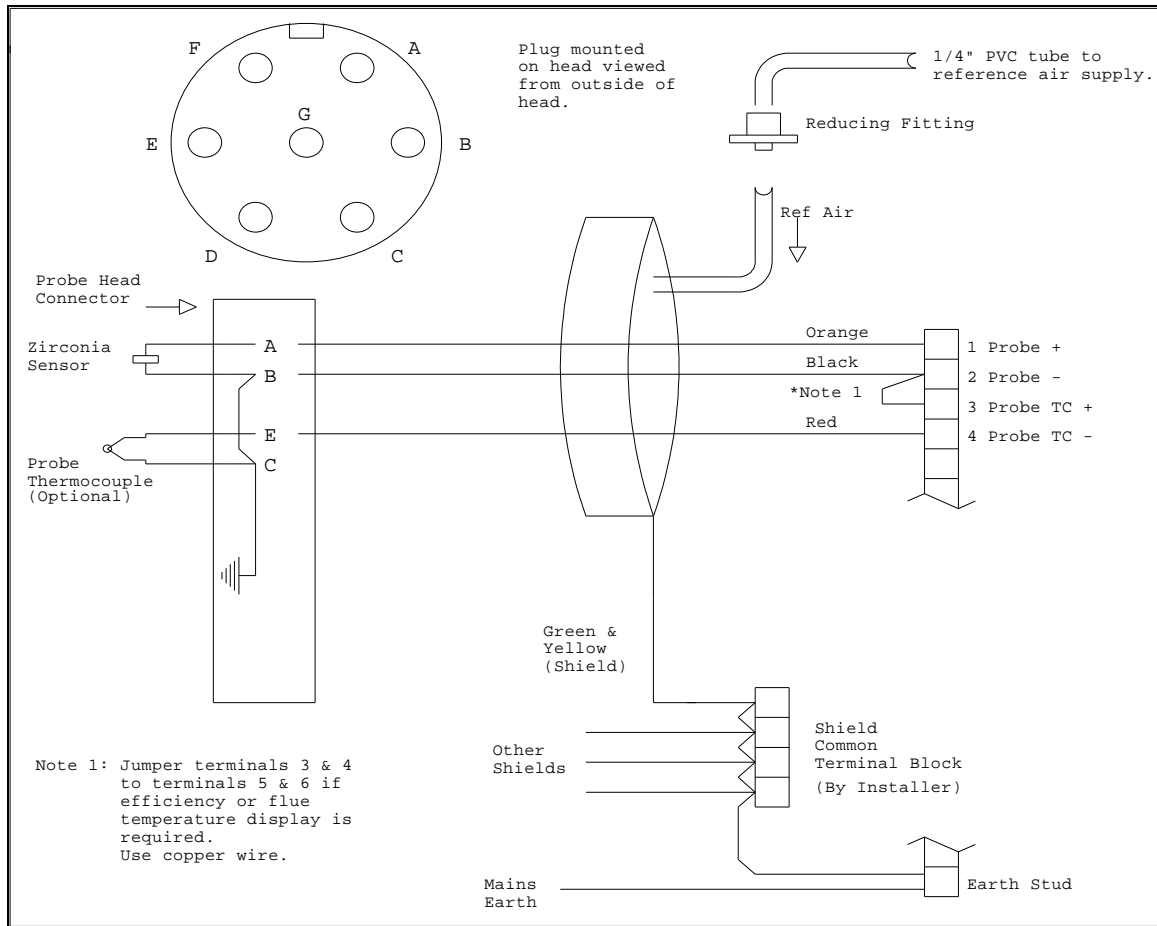 F
A
G
E
B
D
C
Plug mounted
on head viewed
from outside of
head.
1/4" PVC tube to
reference air supply.
Reducing Fitting
Ref Air
Probe Head
Connector
Zirconia
Sensor
A
B
E
C
Probe
Thermocouple
(Optional)
Orange
Black
*Note 1
Red
1 Probe +
2 Probe -
3 Probe TC +
4 Probe TC -
Green &
Yellow
(Shield)
Other
Shields
Shield
Common
Terminal Block
(By Installer)
Note 1: Jumper terminals 3 & 4
to terminals 5 & 6 if
efficiency or flue
temperature display is
required.
Use copper wire.
Mains
Earth
Earth Stud